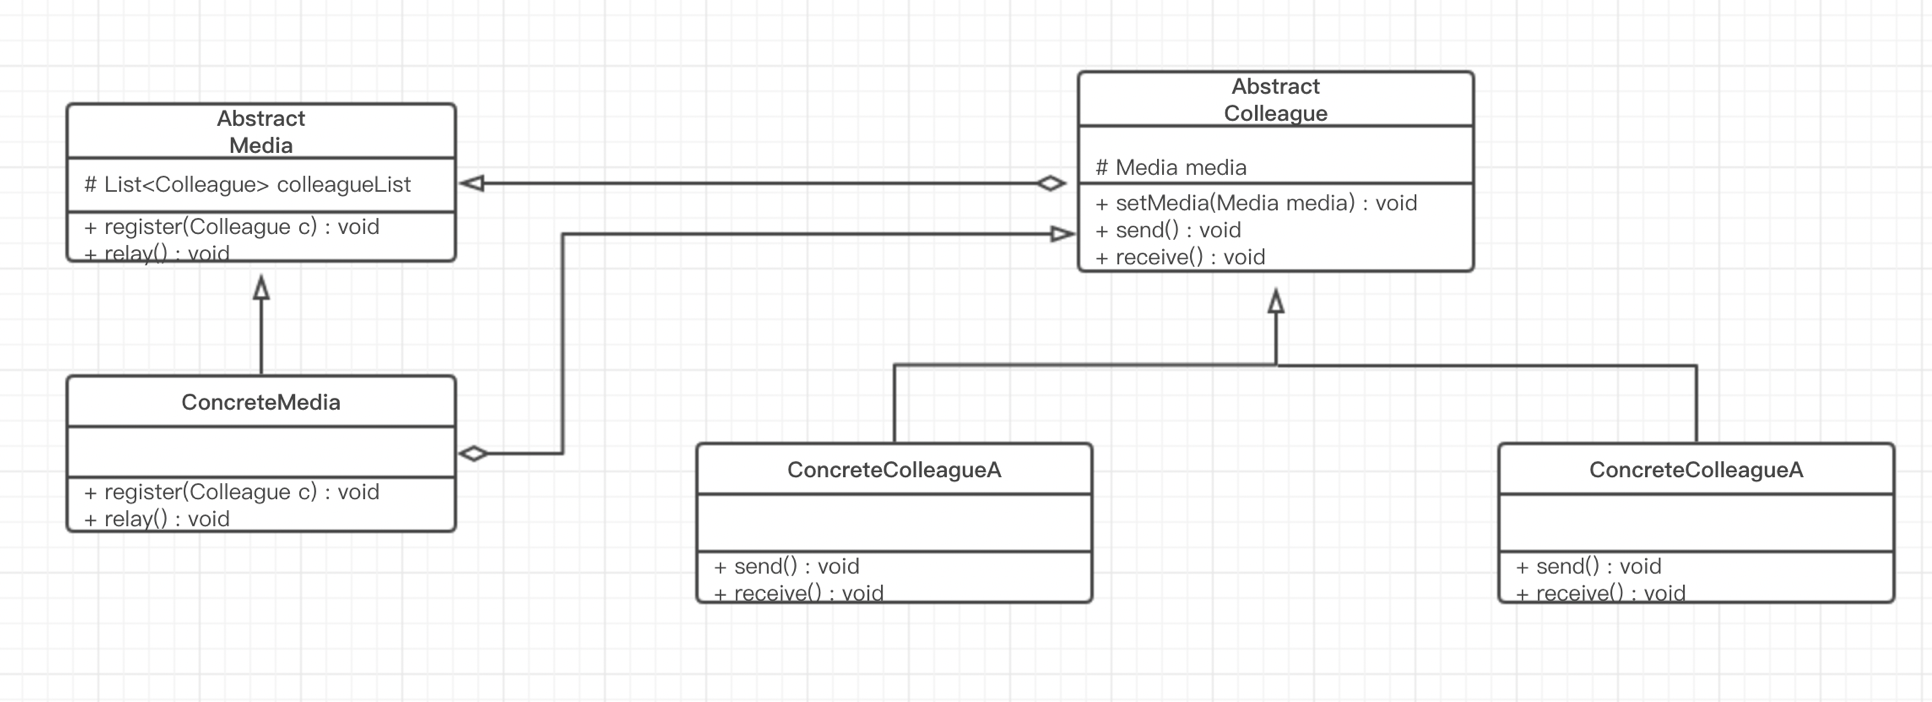 Abstract
Media
# List<Colleague> colleagueList
+ register(Colleague c) : void
+ relay() : void
Abstract
Colleague
# Media media
+ setMedia(Media media) : void
+ send() : void
+ receive() : void
ConcreteMedia
+ register(Colleague c) : void
+ relay() : void
ConcreteColleagueA
+ send() : void
+ receive() : void
ConcreteColleagueA
+ send() : void
+ receive() : void